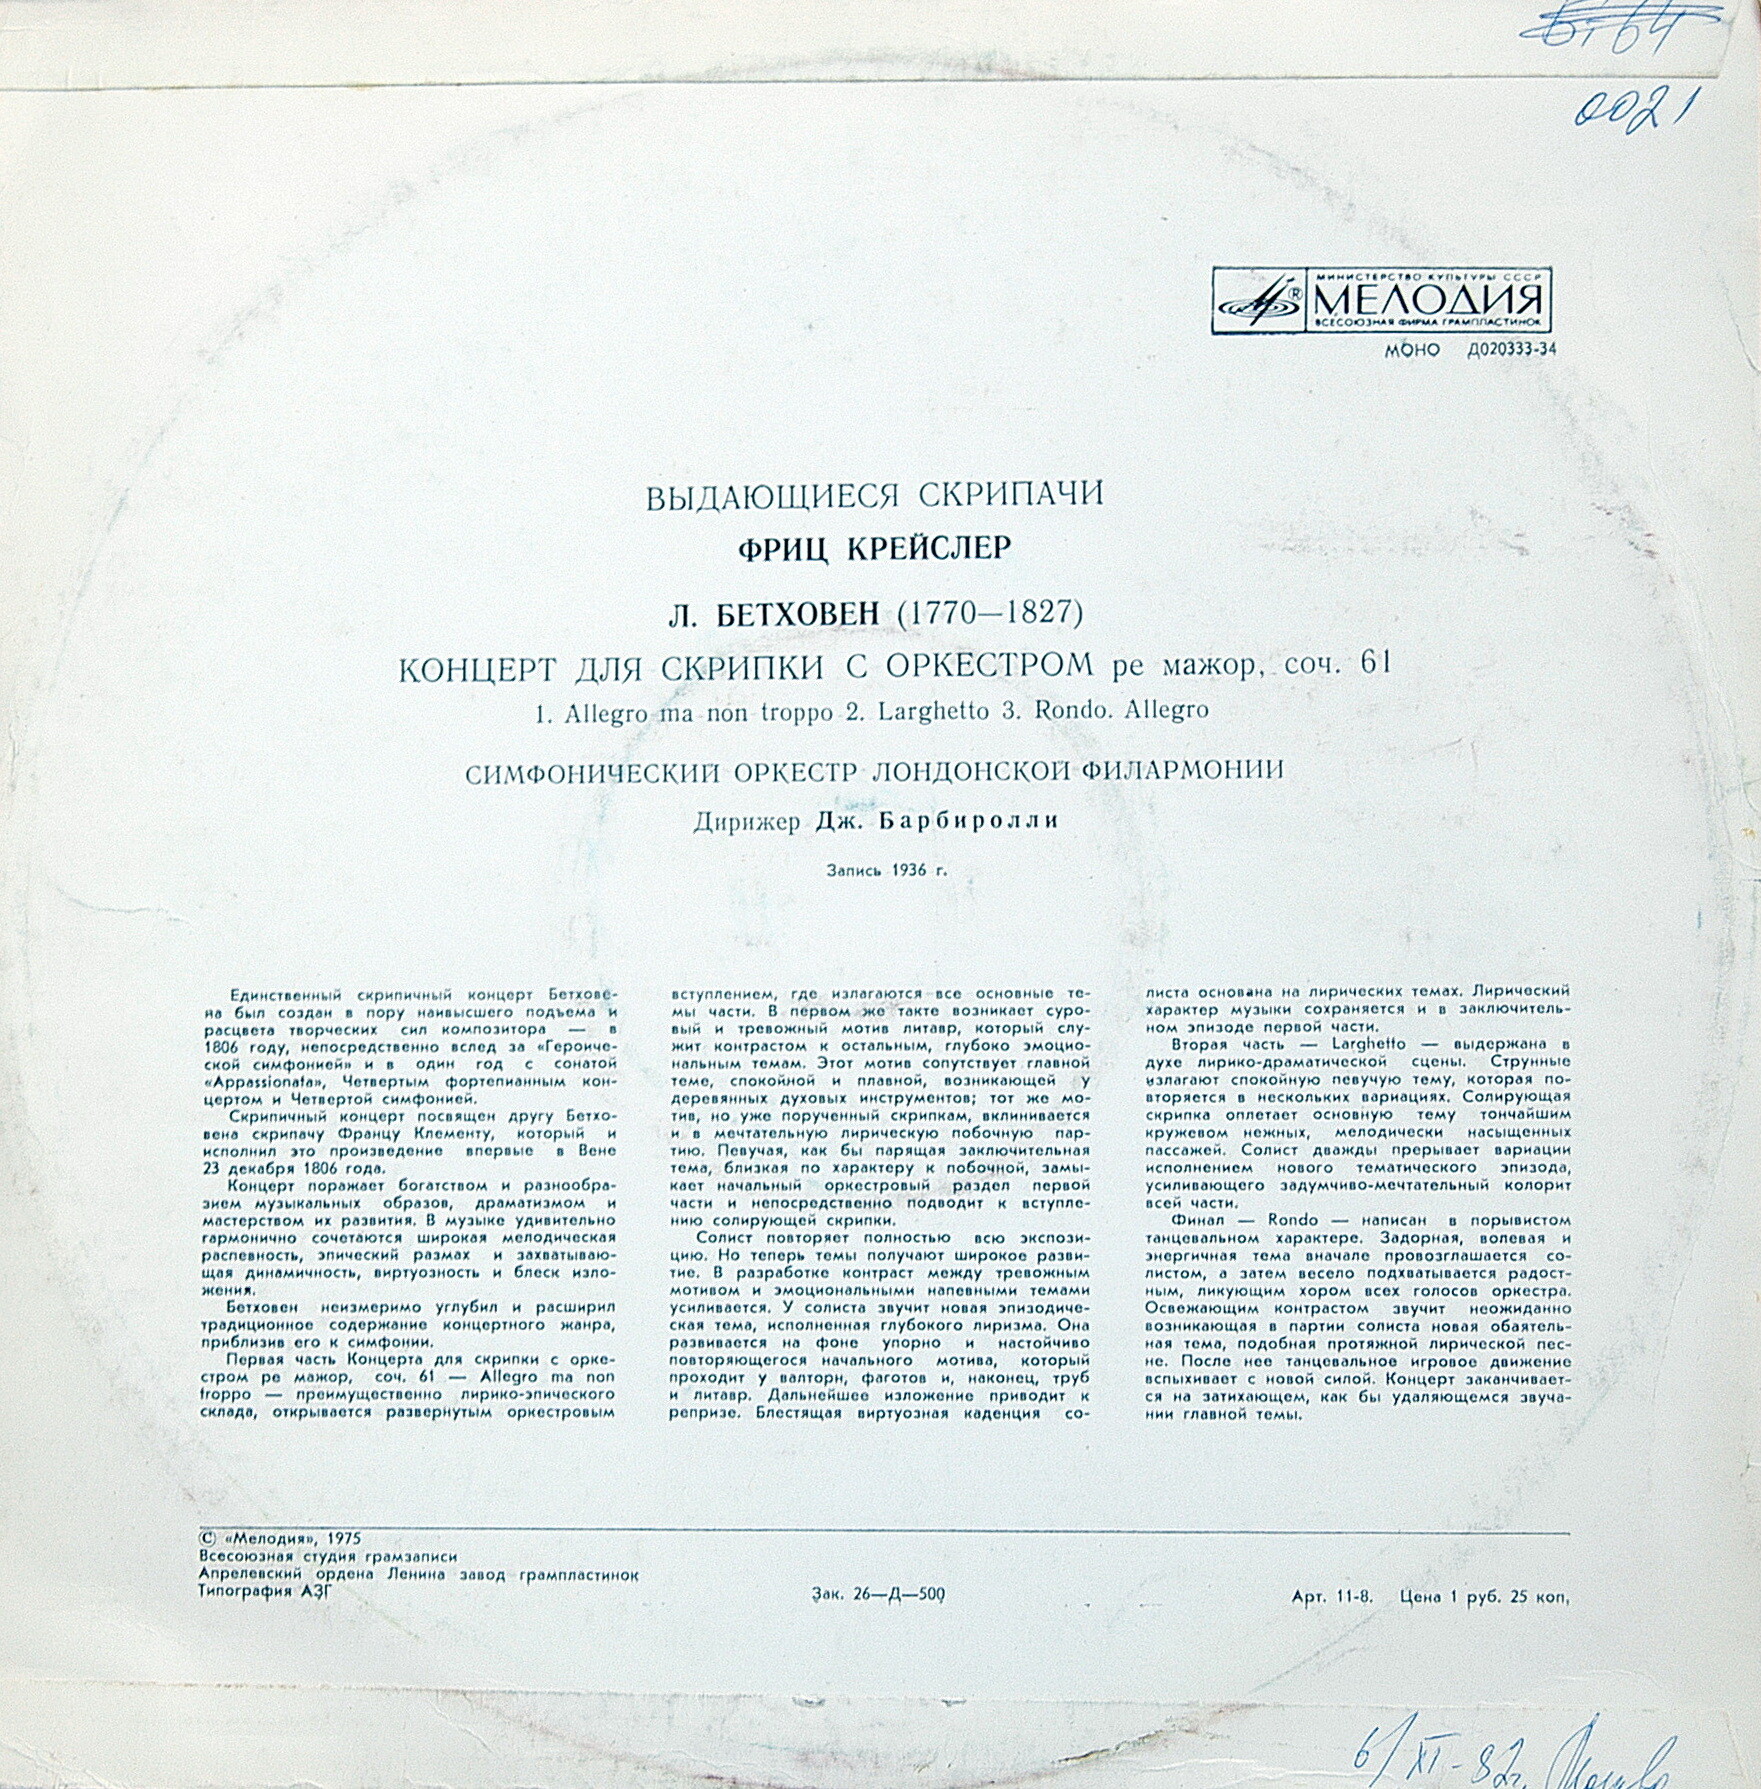 0021
МИНИСТЕРСТВО КУЛЬТУРЫ СССР
МЕЛОДИЯ
ВСЕСОЮЗНАЯ ФИРМА ГРАМПЛАСТИНОК
®
МОНО Д020333-34
ВЫДАЮЩИЕСЯ СКРИПАЧИ
ФРИЦ КРЕЙСЛЕР
Л. БЕТХОВЕН (1770—1827)
КОНЦЕРТ ДЛЯ СКРИПКИ С ОРКЕСТРОМ ре мажор, соч. 61
1. Allegro ma non troppo 2. Larghetto 3. Rondo. Allegro
СИМФОНИЧЕСКИЙ ОРКЕСТР ЛОНДОНСКОЙ ФИЛАРМОНИИ
Дирижер Дж. Барбиролли
Запись 1936 г.
Единственный скрипичный концерт Бетхове-
на был создан в пору наивысшего подъема и
расцвета творческих сил композитора — в
1806 году, непосредственно вслед за «Героиче-
ской симфонией» и в один год с сонатой
«Appassionata», Четвертым фортепианным кон-
цертом и Четвертой симфонией.
Скрипичный концерт посвящен другу Бетхо-
вена скрипачу Францу Клементу, который и
исполнил это произведение впервые в Вене
23 декабря 1806 года.
Концерт поражает богатством и разнообра-
зием музыкальных образов, драматизмом и
мастерством их развития. В музыке удивительно
гармонично сочетаются широкая мелодическая
распевность, эпический размах и захватываю-
щая динамичность, виртуозность и блеск изло-
жения.
Бетховен неизмеримо углубил и расширил
традиционное содержание концертного жанра,
приблизив его к симфонии.
Первая часть Концерта для скрипки с орке-
стром ре мажор, соч. 61 — Allegro ma non
troppo — преимущественно лирико-эпического
склада, открывается развернутым оркестровым
вступлением, где излагаются все основные те-
мы части. В первом же такте возникает суро-
вый и тревожный мотив литавр, который слу-
жит контрастом к остальным, глубоко эмоцио-
нальным темам. Этот мотив сопутствует главной
теме, спокойной и плавной, возникающей у
деревянных духовых инструментов; тот же мо-
тив, но уже порученный скрипкам, вклинивается
и в мечтательную лирическую побочную пар-
тию. Певучая, как бы парящая заключительная
тема, близкая по характеру к побочной, замы-
кает начальный оркестровый раздел первой
части и непосредственно подводит к вступле-
нию солирующей скрипки.
Солист повторяет полностью всю экспози-
цию. Но теперь темы получают широкое разви-
тие. В разработке контраст между тревожным
мотивом и эмоциональными напевными темами
усиливается. У солиста звучит новая эпизодиче-
ская тема, исполненная глубокого лиризма. Она
развивается на фоне упорно и настойчиво
повторяющегося начального мотива, который
проходит у валторн, фаготов и, наконец, труб
и литавр. Дальнейшее изложение приводит к
репризе. Блестящая виртуозная каденция со-
листа основана на лирических темах. Лирический
характер музыки сохраняется и в заключитель-
ном эпизоде первой части.
Вторая часть — Larghetto — выдержана в
духе лирико-драматической сцены. Струнные
излагают спокойную певучую тему, которая по-
вторяется в нескольких вариациях. Солирующая
скрипка оплетает основную тему тончайшим
кружевом нежных, мелодически насыщенных
пассажей. Солист дважды прерывает вариации
исполнением нового тематического эпизода,
усиливающего задумчиво-мечтательный колорит
всей части.
Финал — Rondo — написан в порывистом
танцевальном характере. Задорная, волевая и
энергичная тема вначале провозглашается со-
листом, а затем весело подхватывается радост-
ным, ликующим хором всех голосов оркестра.
Освежающим контрастом звучит неожиданно
возникающая в партии солиста новая обаятель-
ная тема, подобная протяжной лирической пес-
не. После нее танцевальное игровое движение
вспыхивает с новой силой. Концерт заканчивает-
ся на затихающем, как бы удаляющемся звуча-
нии главной темы.
© «Мелодия», 1975
Всесоюзная студия грамзаписи
Апрелевский ордена Ленина завод грампластинок
Типография АЗГ
Зак. 26—Д—500
Арт. 11-8. Цена 1 руб. 25 коп,
6/XI-82г.